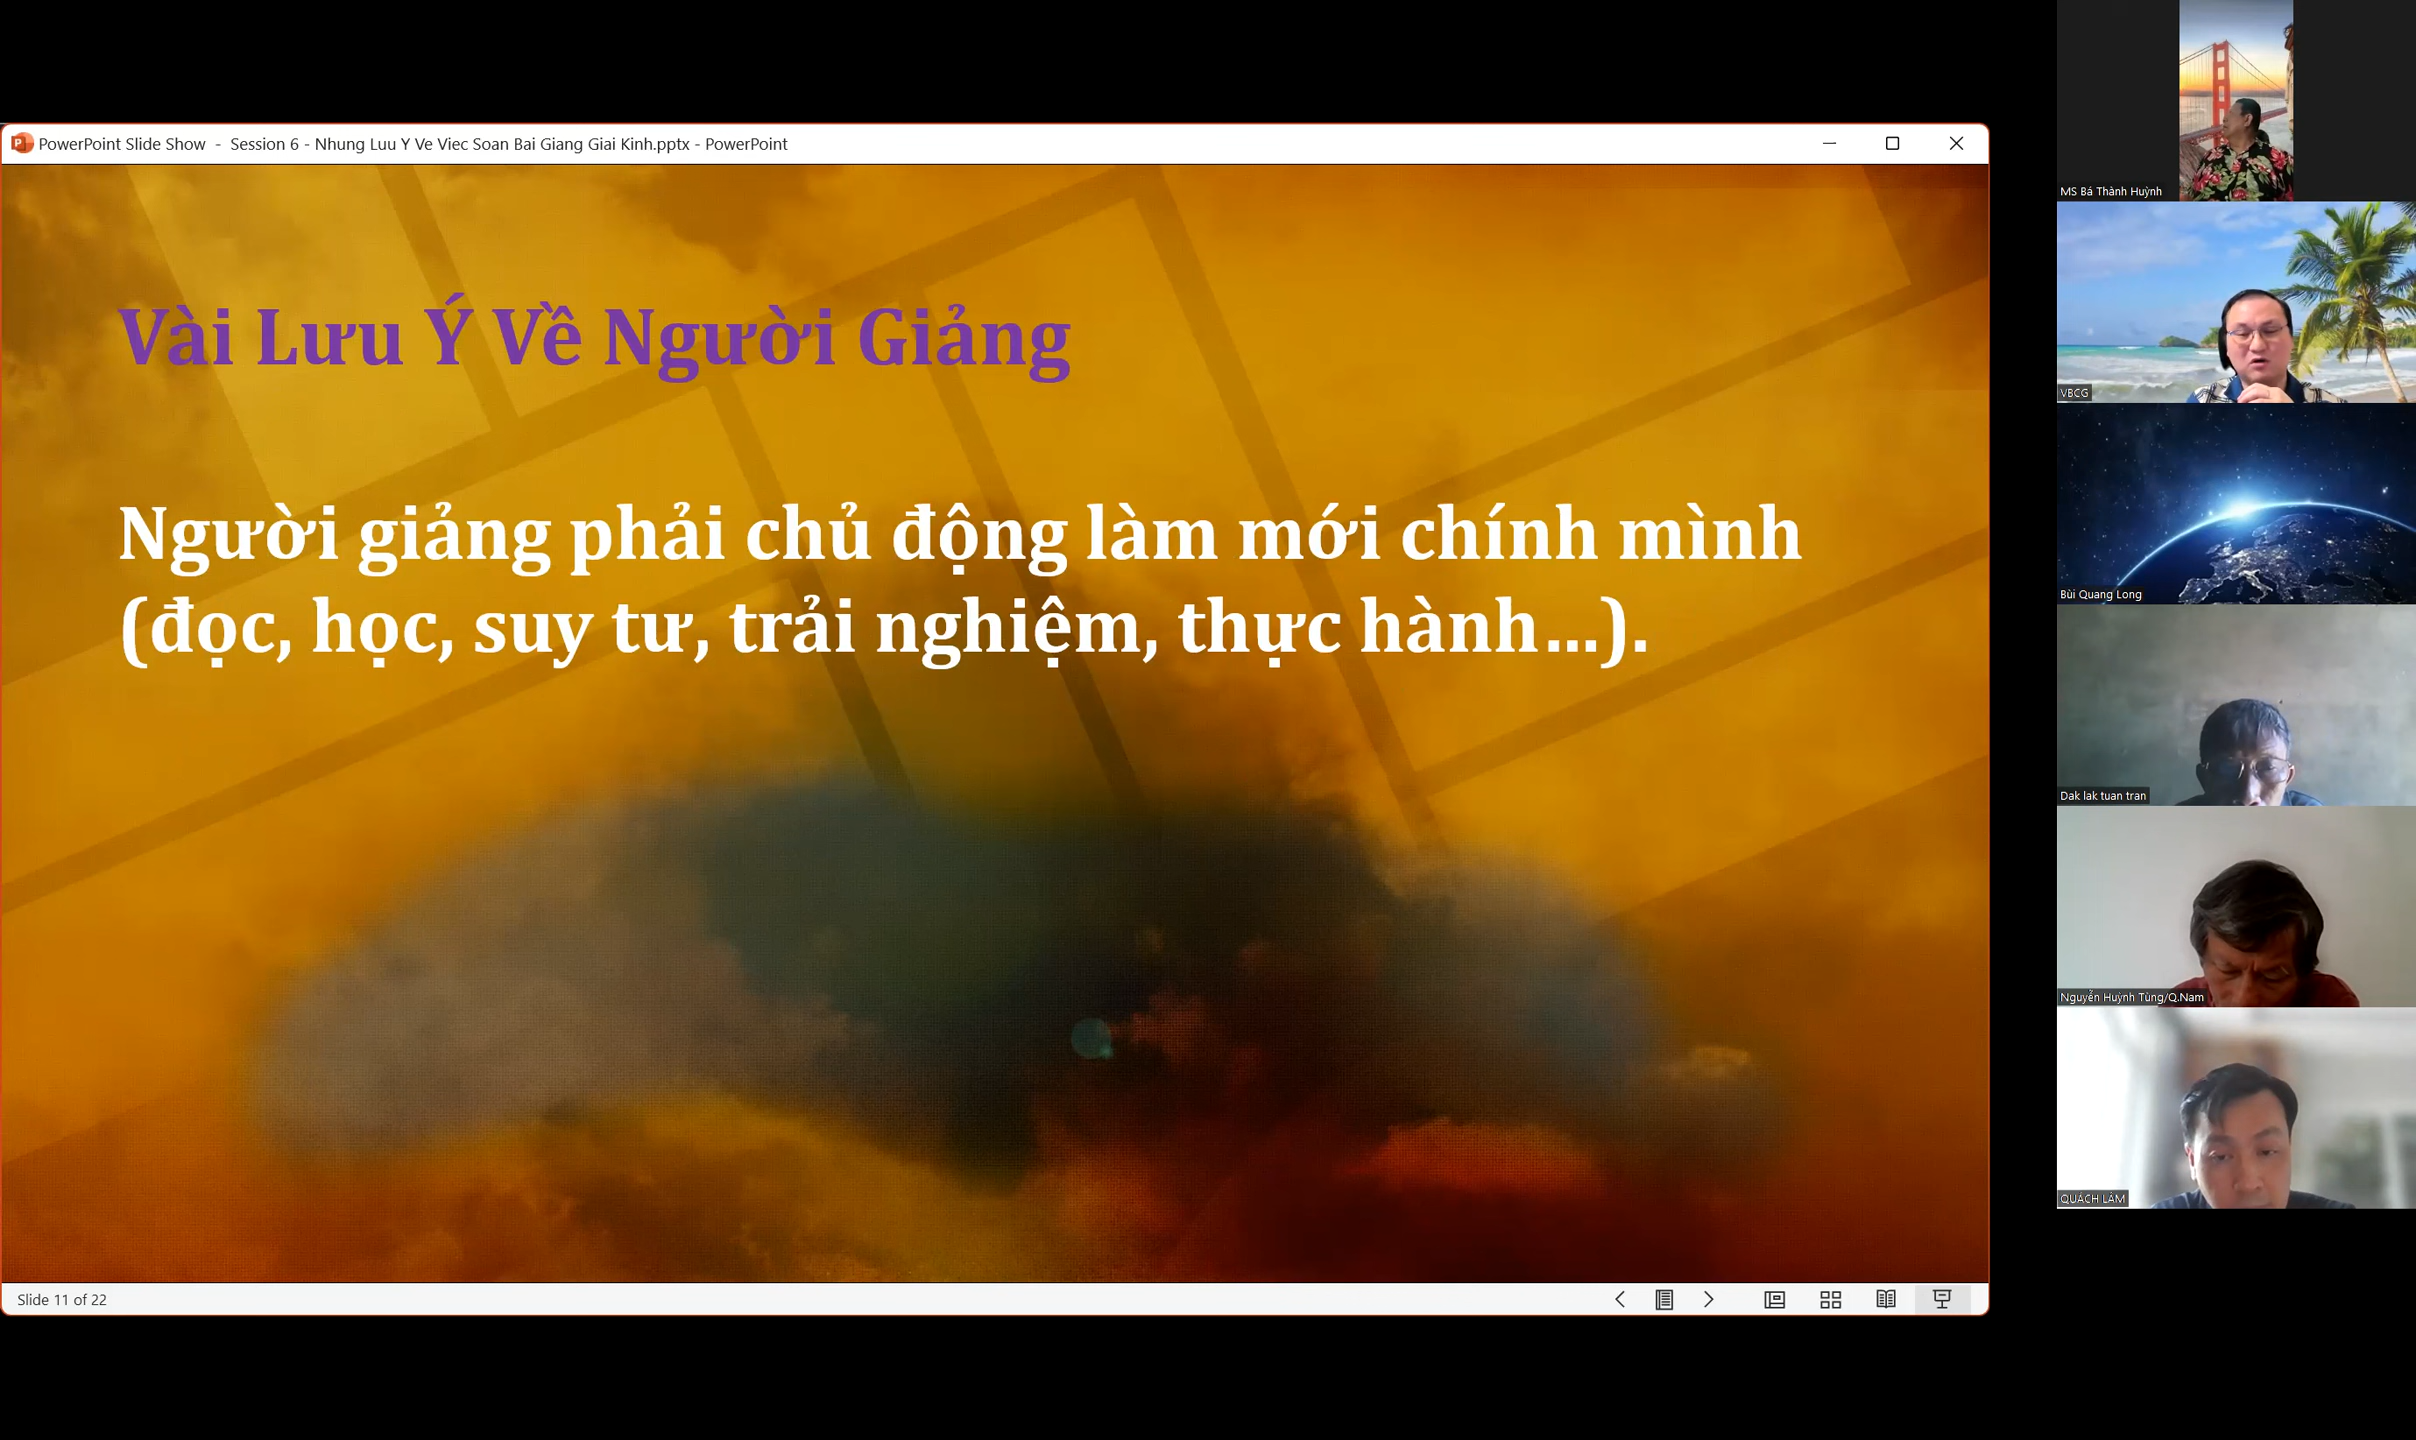 PowerPoint Slide Show - Session 6 - Nhung Luu Y Ve Viec Soan Bai Giang Giai Kinh.pptx - PowerPoint
Vài Lưu Ý Về Người Giảng
Người giảng phải chủ động làm mới chính mình
(đọc, học, suy tư, trải nghiệm, thực hành...).
Slide 11 of 22
MS Bá Thành Huỳnh
VBCG
Bùi Quang Long
Dak lak tuan tran
Nguyễn Huỳnh Tùng/Q.Nam
QUÁCH LÂM